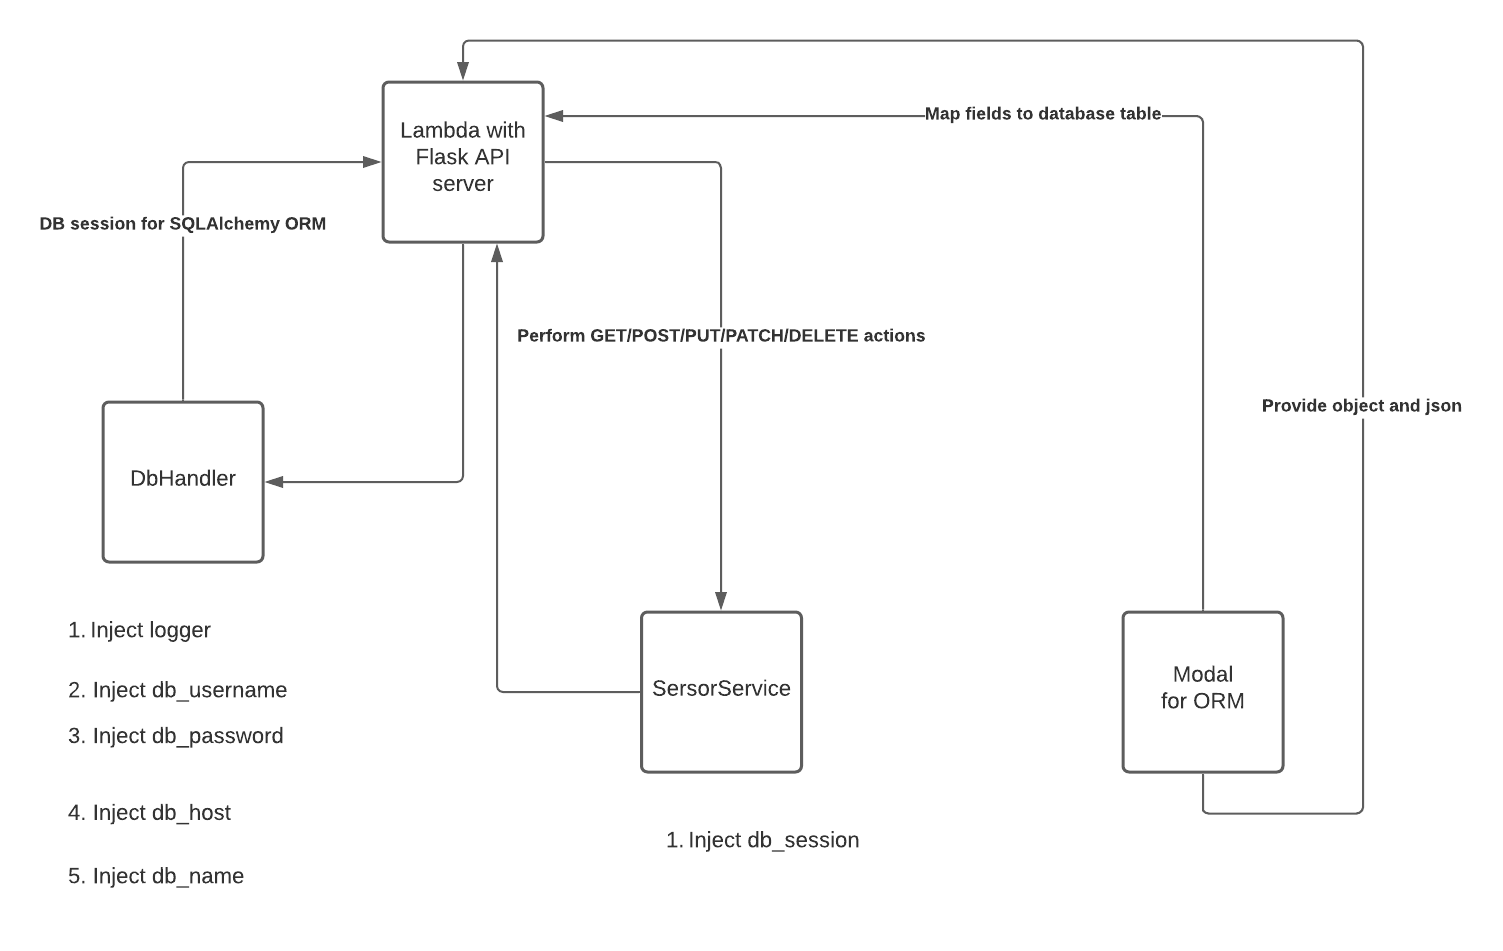 Lambda with
Flask API
server
Map fields to database table
DB session for SQLAlchemy ORM
Perform GET/POST/PUT/PATCH/DELETE actions
Provide object and json
DbHandler
1. Inject logger
2. Inject db_username
3. Inject db_password
4. Inject db_host
5. Inject db_name
SersorService
1. Inject db_session
Modal
for ORM